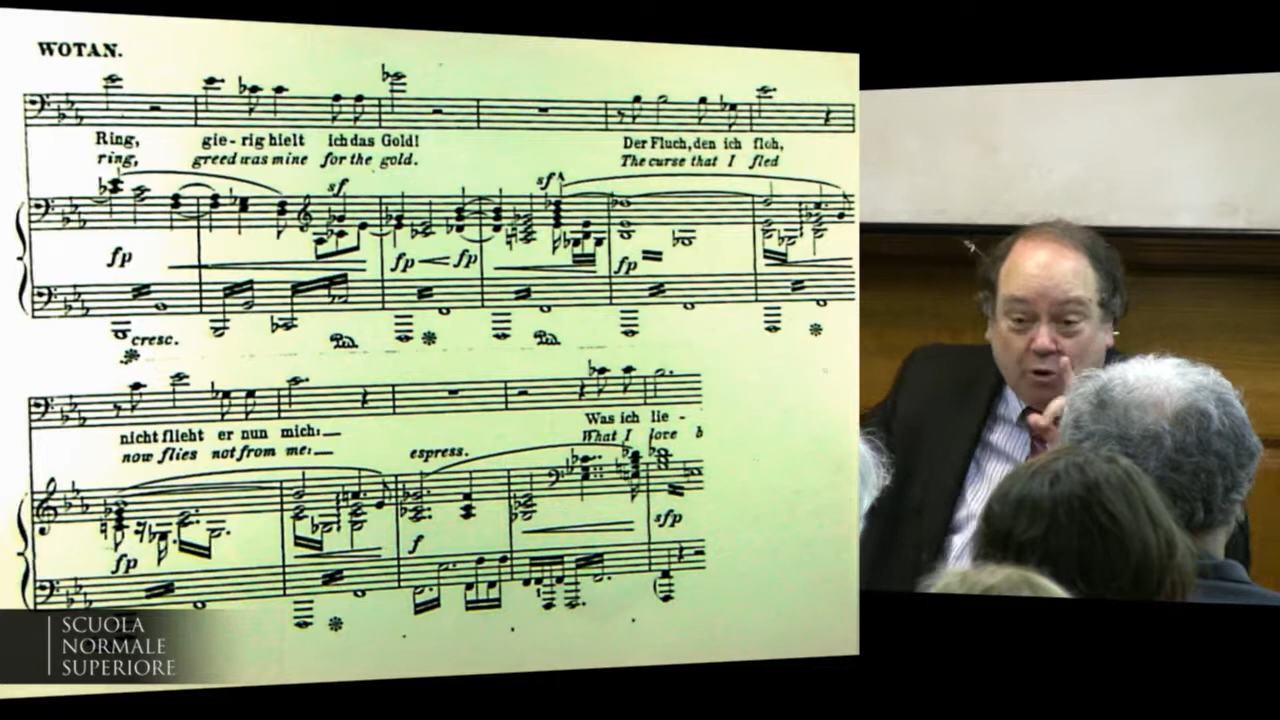 WOTAN.
Ring, gie - rig hielt ich das Gold! Der Fluch, den ich floh,
ring, greed was mine for the gold. The curse that I fled
sf
sf
fp fp fp fp
cresc. Ped. Ped.
nicht flieht er nun mich: Was ich lie -
now flies not from me: What I love b
espress.
fp f sfp
SCUOLA
NORMALE
SUPERIORE